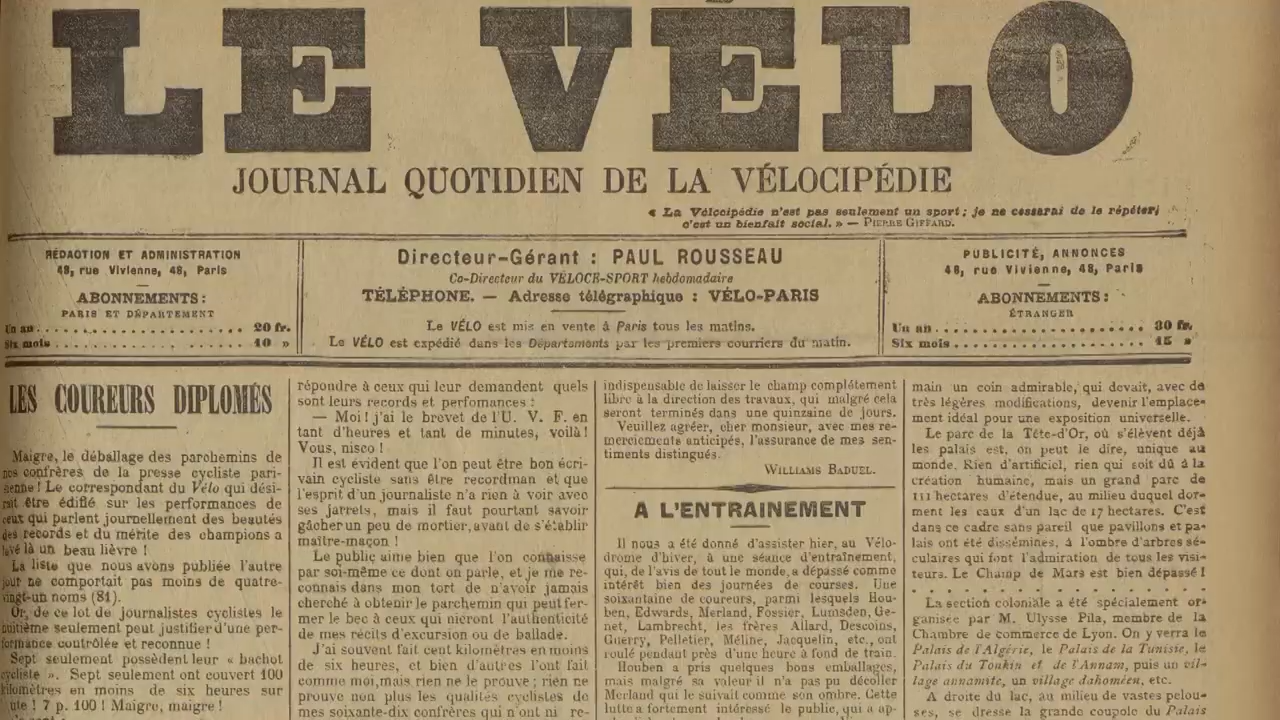 LE VÉLO
JOURNAL QUOTIDIEN DE LA VÉLOCIPÉDIE
« La Vélocipédie n'est pas seulement un sport ; je ne cesserai de le répéter,
c'est un bienfait social. » — PIERRE GIFFARD.
RÉDACTION ET ADMINISTRATION
48, rue Vivienne, 48, Paris
ABONNEMENTS :
PARIS ET DÉPARTEMENT
Un an . . . . . 20 fr.
Six mois . . . . . 10 »
Directeur-Gérant : PAUL ROUSSEAU
Co-Directeur du VÉLOCE-SPORT hebdomadaire
TÉLÉPHONE. — Adresse télégraphique : VÉLO-PARIS
Le VÉLO est mis en vente à Paris tous les matins.
Le VÉLO est expédié dans les Départements par les premiers courriers du matin.
PUBLICITÉ, ANNONCES
48, rue Vivienne, 48, Paris
ABONNEMENTS :
ÉTRANGER
Un an . . . . . 30 fr.
Six mois . . . . . 15 »
LES COUREURS DIPLOMÉS
Maigre, le déballage des parchemins de
nos confrères de la presse cycliste pari-
sienne ! Le correspondant du Vélo qui dési-
rait être édifié sur les performances de
ceux qui parlent journellement des beautés
des records et du mérite des champions a
levé là un beau lièvre !
La liste que nous avons publiée l'autre
jour ne comportait pas moins de quatre-
vingt-un noms (81).
Or, de ce lot de journalistes cyclistes le
huitième seulement peut justifier d'une per-
formance contrôlée et reconnue !
Sept seulement possèdent leur « bachot
cycliste ». Sept seulement ont couvert 100
kilomètres en moins de six heures sur
! 7 p. 100 ! Maigre, maigre !
répondre à ceux qui leur demandent quels
sont leurs records et perfomances :
— Moi ! j'ai le brevet de l'U. V. F. en
tant d'heures et tant de minutes, voilà !
Vous, nisco !
Il est évident que l'on peut être bon écri-
vain cycliste sans être recordman et que
l'esprit d'un journaliste n'a rien à voir avec
ses jarrets, mais il faut pourtant savoir
gâcher un peu de mortier, avant de s'établir
maître-maçon !
Le public aime bien que l'on connaisse
par soi-même ce dont on parle, et je me re-
connais dans mon tort de n'avoir jamais
cherché à obtenir le parchemin qui peut fer-
mer le bec à ceux qui nieront l'authenticité
de mes récits d'excursion ou de ballade.
J'ai souvent fait cent kilomètres en moins
de six heures, et bien d'autres l'ont fait
comme moi, mais rien ne le prouve ; rien ne
prouve non plus les qualités cyclistes de
mes soixante-dix confrères qui n'ont ni re-
indispensable de laisser le champ complétement
libre à la direction des travaux, qui malgré cela
seront terminés dans une quinzaine de jours.
Veuillez agréer, cher monsieur, avec mes re-
merciements anticipés, l'assurance de mes sen-
timents distingués.
WILLIAMS BADUEL.
A L'ENTRAINEMENT
Il nous a été donné d'assister hier, au Vélo-
drome d'hiver, à une séance d'entraînement,
qui, de l'avis de tout le monde, a dépassé comme
intérêt bien des journées de courses. Une
soixantaine de coureurs, parmi lesquels Hou-
ben, Edwards, Merland, Fossier, Lumsden, Ge-
net, Lambrecht, les frères Allard, Descoins,
Guerry, Pelletier, Méline, Jacquelin, etc., ont
roulé pendant près d'une heure à fond de train.
Houben a pris quelques bons emballages,
mais malgré sa valeur il n'a pas pu décoller
Merland qui le suivait comme son ombre. Cette
lutte a fortement intéressé le public, qui a ap-
main un coin admirable, qui devait, avec de
très légères modifications, devenir l'emplace-
ment idéal pour une exposition universelle.
Le parc de la Tête-d'Or, où s'élèvent déjà
les palais est, on peut le dire, unique au
monde. Rien d'artificiel, rien qui soit dû à la
création humaine, mais un grand parc de
111 hectares d'étendue, au milieu duquel dor-
ment les eaux d'un lac de 17 hectares. C'est
dans ce cadre sans pareil que pavillons et pa-
lais ont été disséminés, à l'ombre d'arbres sé-
culaires qui font l'admiration de tous les visi-
teurs. Le Champ de Mars est bien dépassé !
. . . . . . . . . . . . . . . . .
La section coloniale a été spécialement or-
ganisée par M. Ulysse Pila, membre de la
Chambre de commerce de Lyon. On y verra le
Palais de l'Algérie, le Palais de la Tunisie, le
Palais du Tonkin et de l'Annam, puis un vil-
lage annamite, un village dahoméen, etc.
A droite du lac, au milieu de vastes pelou-
ses, se dresse la grande coupole du Palais